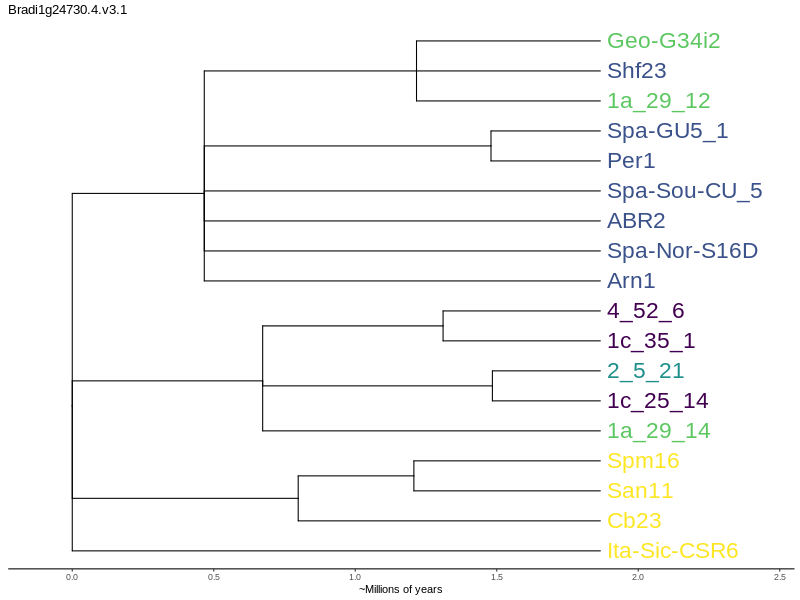 Bradi1g24730.4.v3.1
Geo-G34i2
Shf23
1a_29_12
Spa-GU5_1
Per1
Spa-Sou-CU_5
ABR2
Spa-Nor-S16D
Arn1
4_52_6
1c_35_1
2_5_21
1c_25_14
1a_29_14
Spm16
San11
Cb23
Ita-Sic-CSR6
0.0 0.5 1.0 1.5 2.0 2.5
~Millions of years